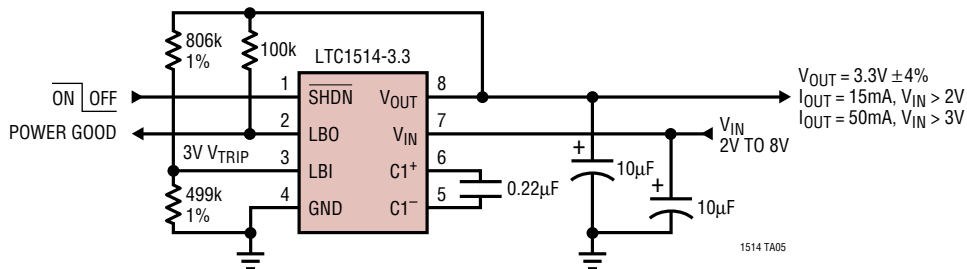 806k
1%
100k
LTC1514-3.3
ON OFF
POWER GOOD
3V VTRIP
499k
1%
1
2
3
4
SHDN
LBO
LBI
GND
VOUT
VIN
C1+
C1–
8
7
6
5
0.22µF
+
10µF
+
10µF
VIN
2V TO 8V
VOUT = 3.3V ±4%
IOUT = 15mA, VIN > 2V
IOUT = 50mA, VIN > 3V
1514 TA05